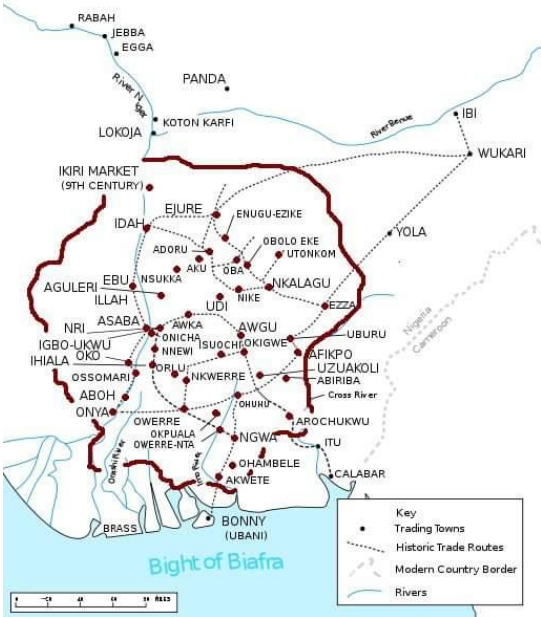 RABAH
JEBBA
EGGA
PANDA
River Niger
KOTON KARFI
LOKOJA
River Benue
IBI
WUKARI
IKIRI MARKET
(9TH CENTURY)
EJURE
ENUGU-EZIKE
IDAH
YOLA
ADORU
OBOLO EKE
UTONKOM
AKU
OBA
EBU
NSUKKA
AGULERI
ILLAH
NKALAGU
NIKE
UDI
EZZA
Nigeria
Cameroon
ASABA
NRI
AWKA
AWGU
ONICHA
IGBO-UKWU
NNEWI
ISUOCHI
OKIGWE
UBURU
OKO
IHIALA
AFIKPO
ORLU
UZUAKOLI
OSSOMARI
NKWERRE
ABIRIBA
ABOH
Cross River
OHUHU
ONYA
OWERRE
AROCHUKWU
OKPUALA
OWERRE-NTA
NGWA
ITU
OHAMBELE
CALABAR
AKWETE
BRASS
BONNY
(UBANI)
Bight of Biafra
Key
Trading Towns
Historic Trade Routes
Modern Country Border
Rivers
0
MILES